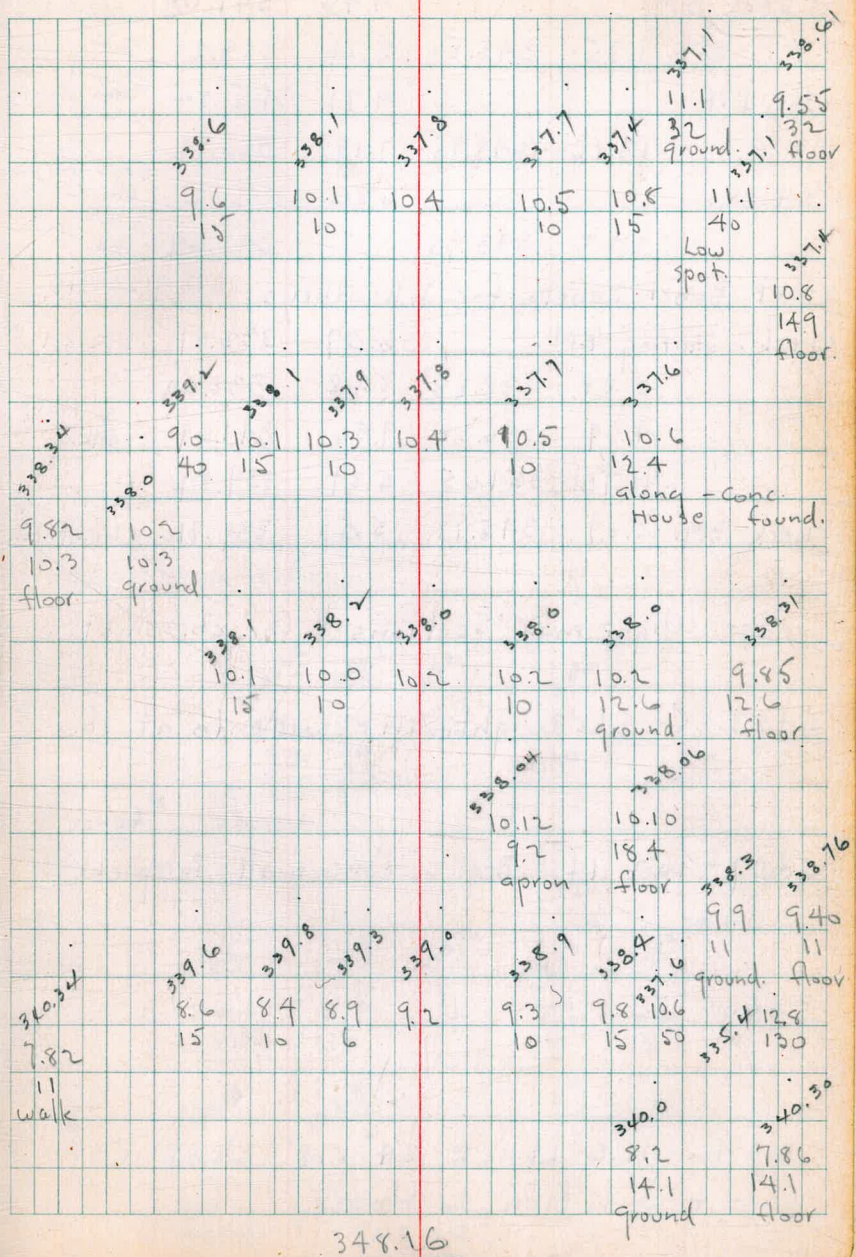 337.1 338.61
11.1 9.55
338.6 338.1 337.8 337.7 337.4 32 32
ground. floor
337.1
9.6 10.1 10.4 10.5 10.8 11.1
15 10 10 15 40
Low
spot.
337.4
10.8
149
floor.
339.2 338.1 337.9 337.8 337.7 337.6
9.0 10.1 10.3 10.4 10.5 10.6
40 15 10 10 12.4
along - conc.
House found.
338.34 338.0
9.82 10.2
10.3 10.3
floor ground
338.1 338.2 338.0 338.0 338.0 338.31
10.1 10.0 10.2 10.2 10.2 9.85
15 10 10 12.6 12.6
ground floor
338.04 338.06
10.12 10.10
9.2 18.4
apron floor
338.3 338.76
9.9 9.40
11 11
ground. floor
339.6 339.8 339.3 339.0 338.9 338.4 337.6 335.4
8.6 8.4 8.9 9.2 9.3 9.8 10.6 12.8
15 10 6 10 15 50 130
340.34
7.82
11
walk
340.0 340.30
8.2 7.86
14.1 14.1
ground floor
348.16